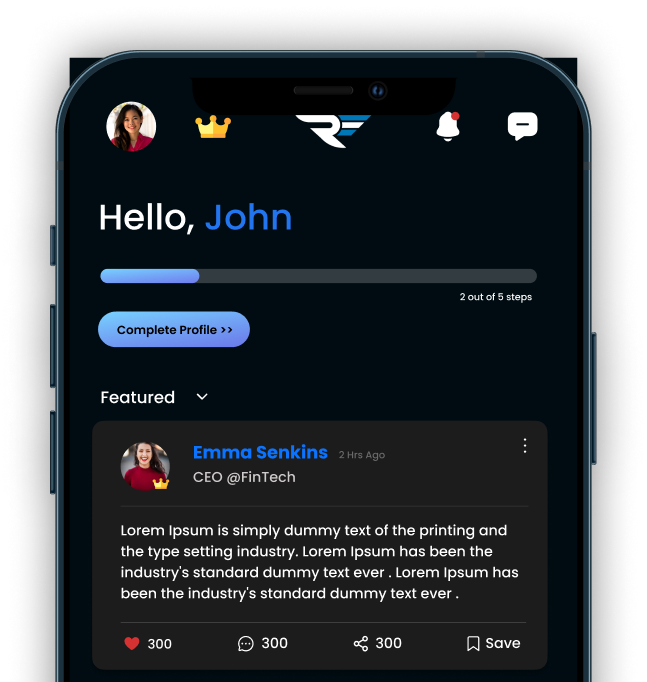 Hello, John
2 out of 5 steps
Complete Profile >>
Featured
Emma Senkins 2 Hrs Ago
CEO @FinTech
Lorem Ipsum is simply dummy text of the printing and
the type setting industry. Lorem Ipsum has been the
industry's standard dummy text ever . Lorem Ipsum has
been the industry's standard dummy text ever .
300 300 300 Save